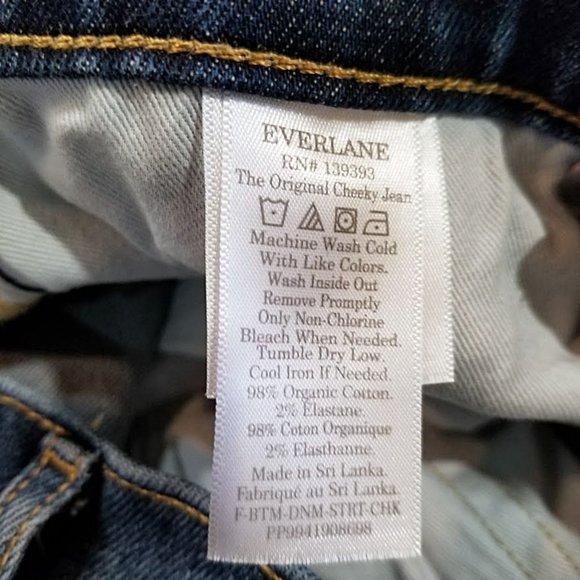 EVERLANE
RN# 139393
The Original Cheeky Jean
Machine Wash Cold
With Like Colors.
Wash Inside Out
Remove Promptly
Only Non-Chlorine
Bleach When Needed.
Tumble Dry Low.
Cool Iron If Needed.
98% Organic Cotton.
2% Elastane.
98% Coton Organique
2% Elasthanne.
Made in Sri Lanka.
Fabriqué au Sri Lanka.
F-BTM-DNM-STRT-CHK
PP9941908698